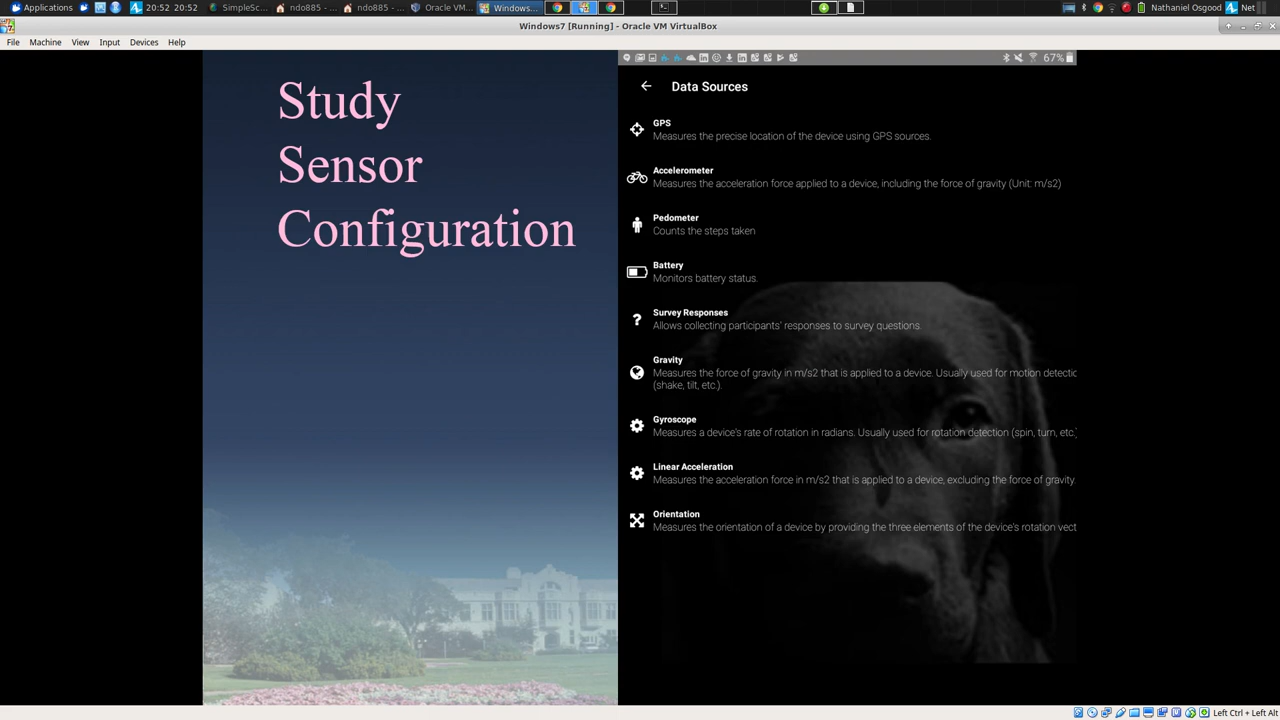 Applications
20:52 20:52
SimpleSc...
ndo885 - ...
ndo885 - ...
Oracle VM...
Windows...
Nathaniel Osgood
Net
Windows7 [Running] - Oracle VM VirtualBox
File Machine View Input Devices Help
Study
Sensor
Configuration
67%
Data Sources
GPS
Measures the precise location of the device using GPS sources.
Accelerometer
Measures the acceleration force applied to a device, including the force of gravity (Unit: m/s2)
Pedometer
Counts the steps taken
Battery
Monitors battery status.
Survey Responses
Allows collecting participants' responses to survey questions.
Gravity
Measures the force of gravity in m/s2 that is applied to a device. Usually used for motion detectic
(shake, tilt, etc.).
Gyroscope
Measures a device's rate of rotation in radians. Usually used for rotation detection (spin, turn, etc.)
Linear Acceleration
Measures the acceleration force in m/s2 that is applied to a device, excluding the force of gravity.
Orientation
Measures the orientation of a device by providing the three elements of the device's rotation vect
Left Ctrl + Left Alt